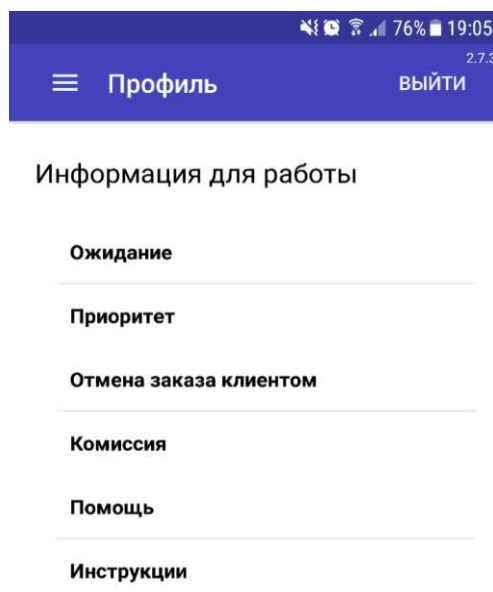 76% 19:05
2.7.3
Профиль
ВЫЙТИ
Информация для работы
Ожидание
Приоритет
Отмена заказа клиентом
Комиссия
Помощь
Инструкции